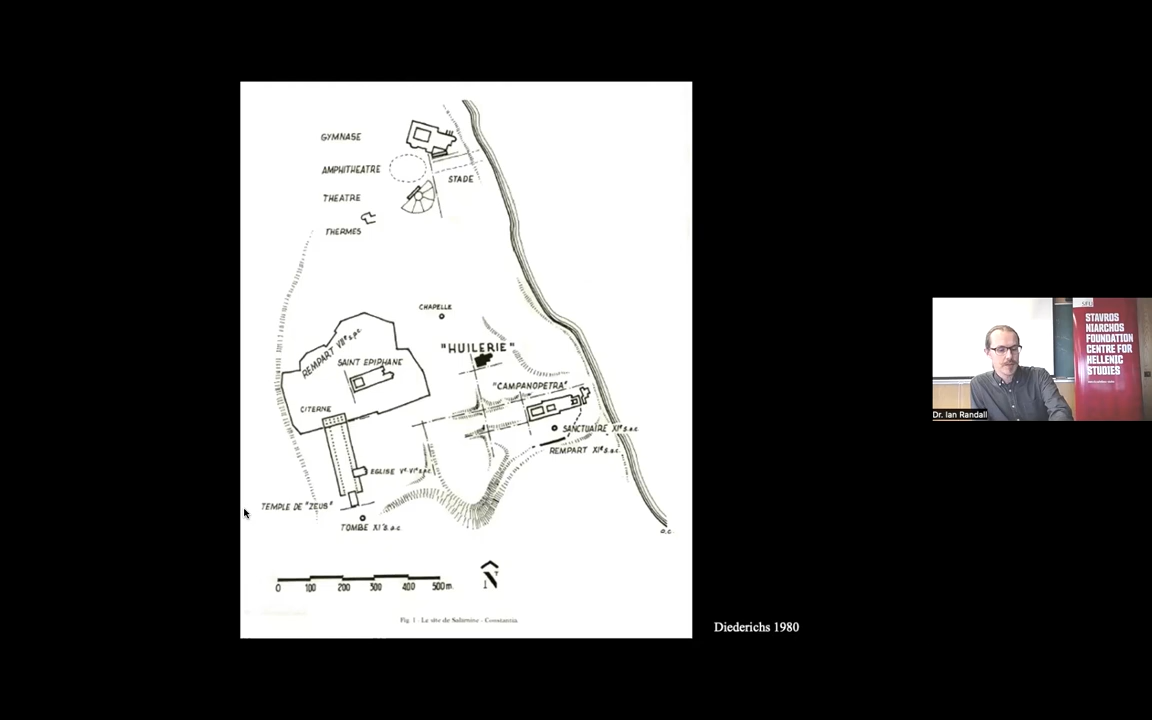 GYMNASE
AMPHITHEATRE
STADE
THEATRE
THERMES
CHAPELLE
REMPART VIIe s.p.c.
"HUILERIE"
SAINT EPIPHANE
"CAMPANOPETRA"
CITERNE
SANCTUAIRE XIe s.a.c.
REMPART XIe s.a.c.
EGLISE Ve-VIe s.p.c.
TEMPLE DE "ZEUS"
TOMBE XIe s.a.c.
o.c.
0 100 200 300 400 500 m.
N
Fig. 1 - Le site de Salamine - Constantia
Diederichs 1980
SFU
STAVROS
NIARCHOS
FOUNDATION
CENTRE FOR
HELLENIC
STUDIES
Dr. Ian Randall